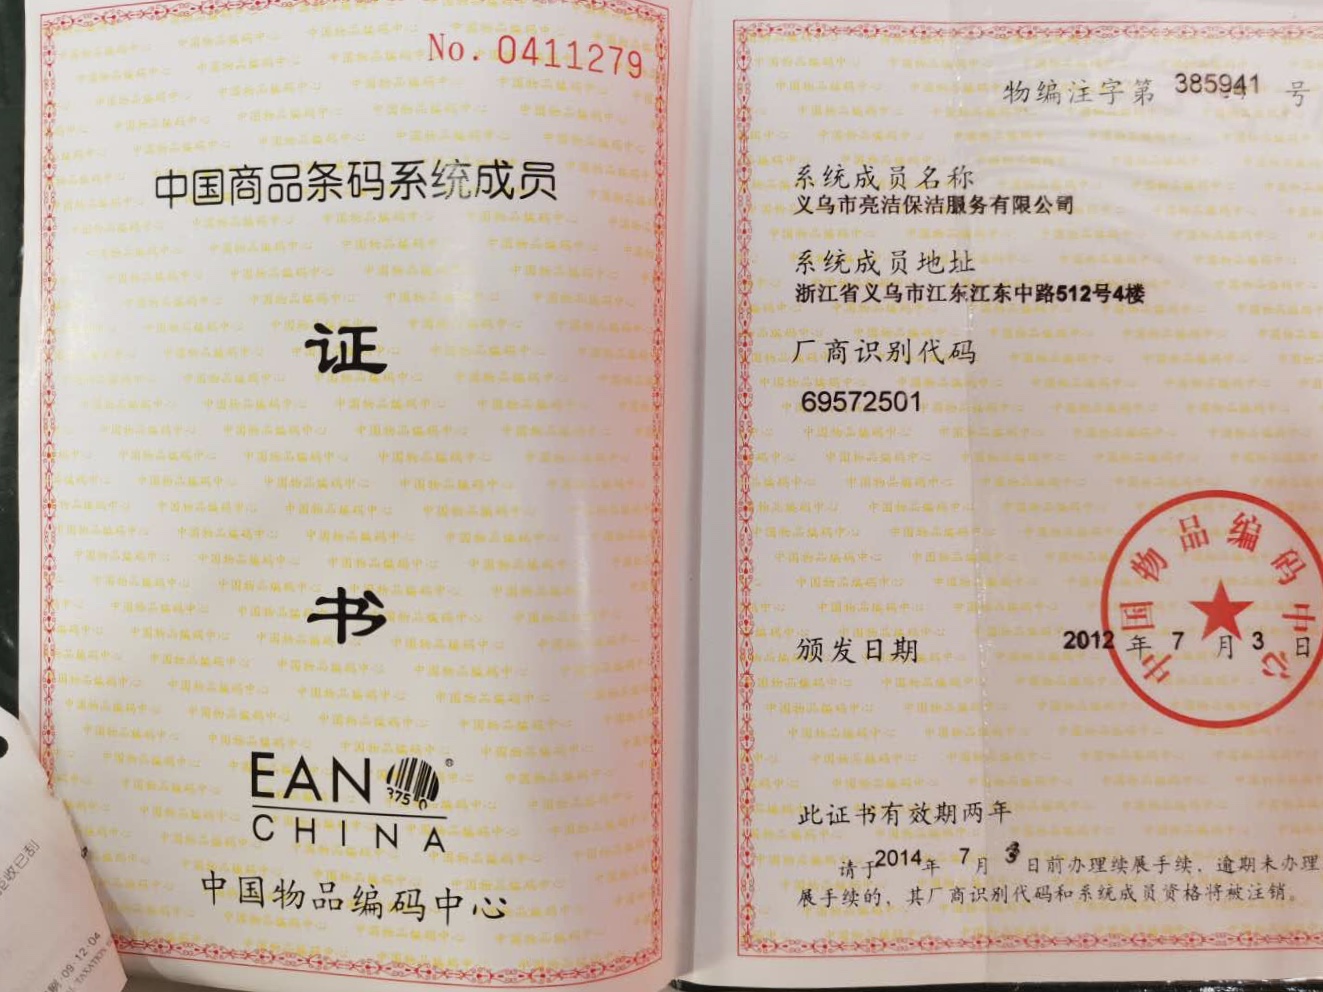 No. 0411279
中国商品条码系统成员
证
书
EAN
CHINA
中国物品编码中心
物编注字第 385941 号
系统成员名称
义乌市亮洁保洁服务有限公司
系统成员地址
浙江省义乌市江东江东中路512号4楼
厂商识别代码
69572501
颁发日期 2012 年 7 月 3 日
中国物品编码中心
此证书有效期两年
请于2014年 7月 3 日前办理续展手续,逾期未办理
展手续的,其厂商识别代码和系统成员资格将被注销。